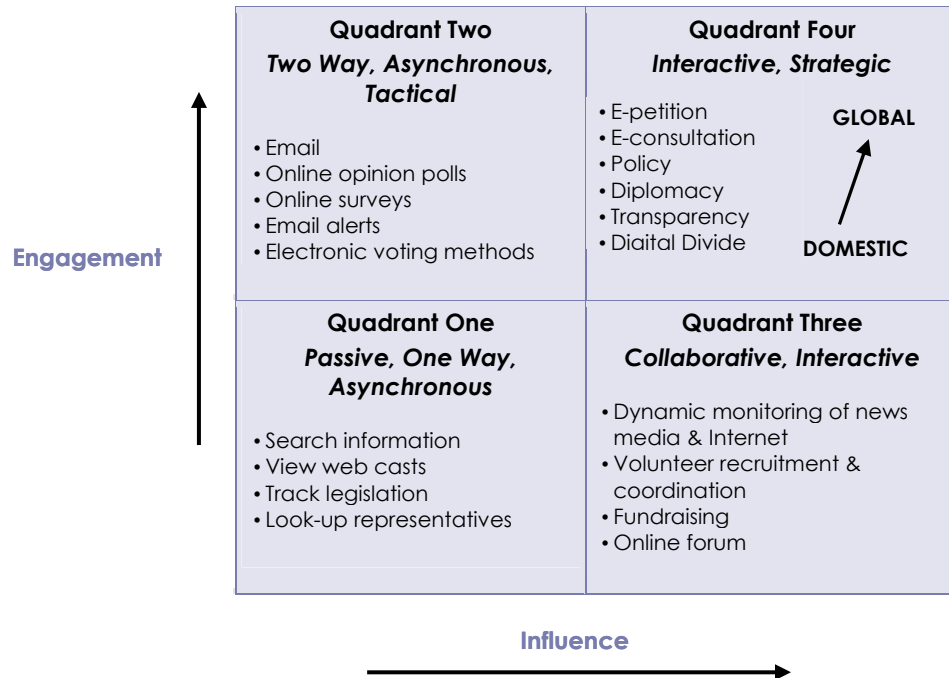 Quadrant Two
Two Way, Asynchronous,
Tactical
• Email
• Online opinion polls
• Online surveys
• Email alerts
• Electronic voting methods
Quadrant Four
Interactive, Strategic
• E-petition
• E-consultation
• Policy
• Diplomacy
• Transparency
• Diaital Divide
GLOBAL
DOMESTIC
Engagement
Quadrant One
Passive, One Way,
Asynchronous
• Search information
• View web casts
• Track legislation
• Look-up representatives
Quadrant Three
Collaborative, Interactive
• Dynamic monitoring of news
media & Internet
• Volunteer recruitment &
coordination
• Fundraising
• Online forum
Influence